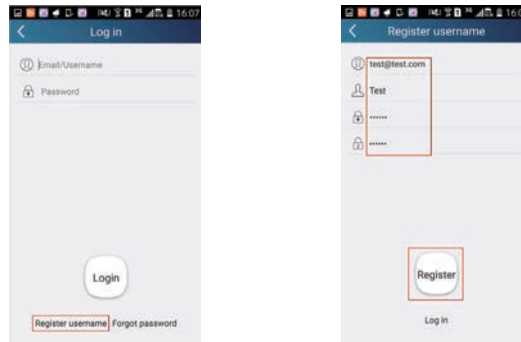 16:07
Log in
Email/Username
Password
Login
Register username Forgot password
Register username
test@test.com
Test
••••••
••••••
Register
Log in